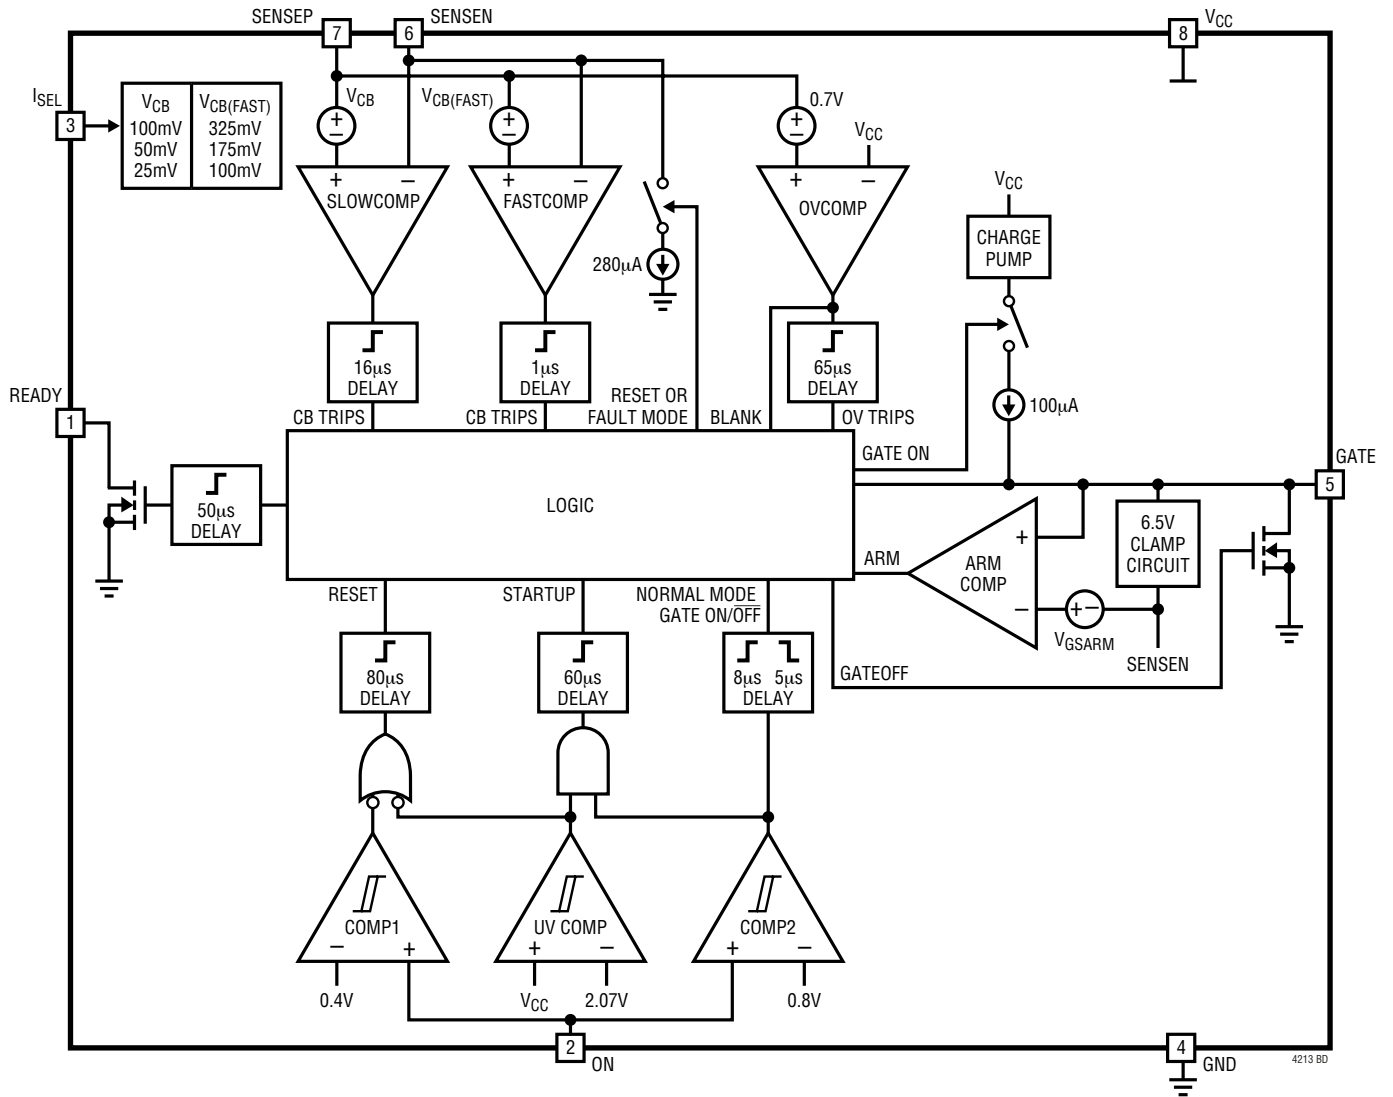 SENSEP
7
6
SENSEN
8
VCC
ISEL
3
VCB VCB(FAST)
100mV 325mV
50mV 175mV
25mV 100mV
VCB
+
−
VCB(FAST)
+
−
0.7V
+
−
VCC
+ −
SLOWCOMP
+ −
FASTCOMP
+ −
OVCOMP
280µA
VCC
CHARGE
PUMP
100µA
16µs
DELAY
1µs
DELAY
65µs
DELAY
CB TRIPS
CB TRIPS
RESET OR
FAULT MODE
BLANK
OV TRIPS
READY
1
50µs
DELAY
LOGIC
GATE ON
GATE
5
ARM
+
ARM
COMP
−
6.5V
CLAMP
CIRCUIT
+ −
VGSARM
SENSEN
GATEOFF
RESET
STARTUP
NORMAL MODE
GATE ON/OFF
80µs
DELAY
60µs
DELAY
8µs 5µs
DELAY
COMP1
− +
0.4V
UV COMP
+ −
VCC 2.07V
COMP2
+ −
0.8V
2
ON
4
GND
4213 BD